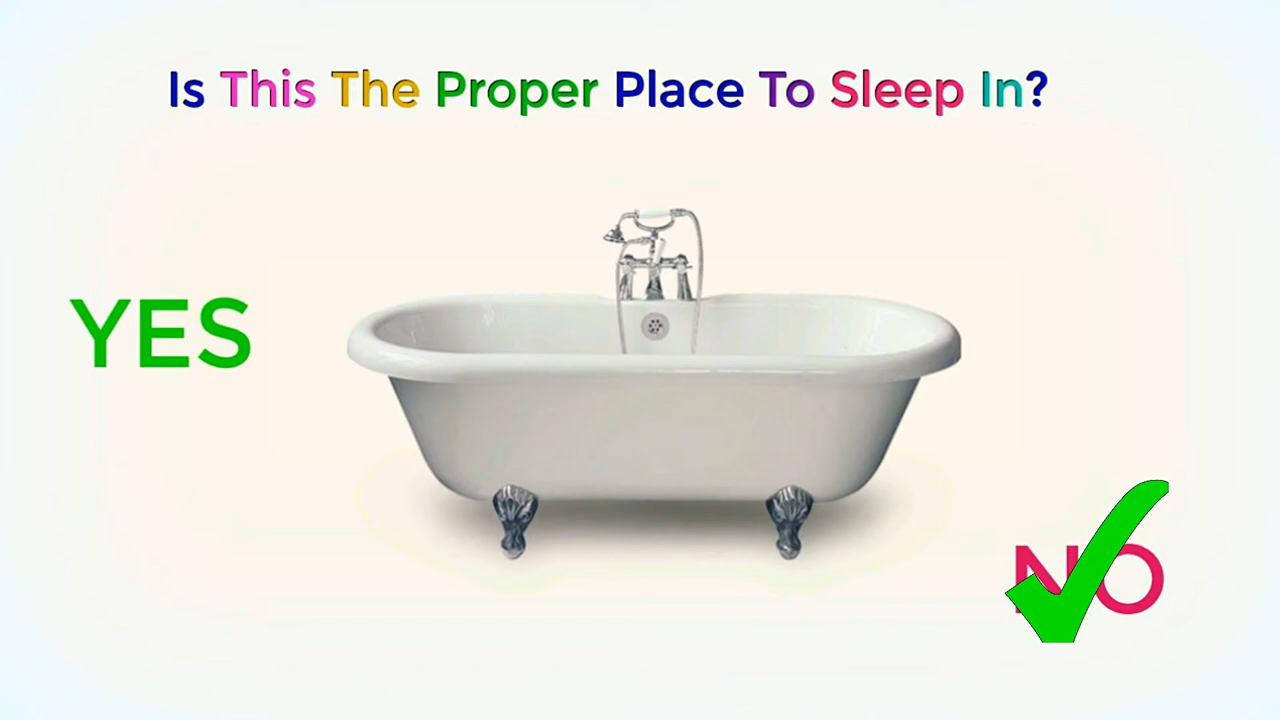 Is This The Proper Place To Sleep In?
YES
NO